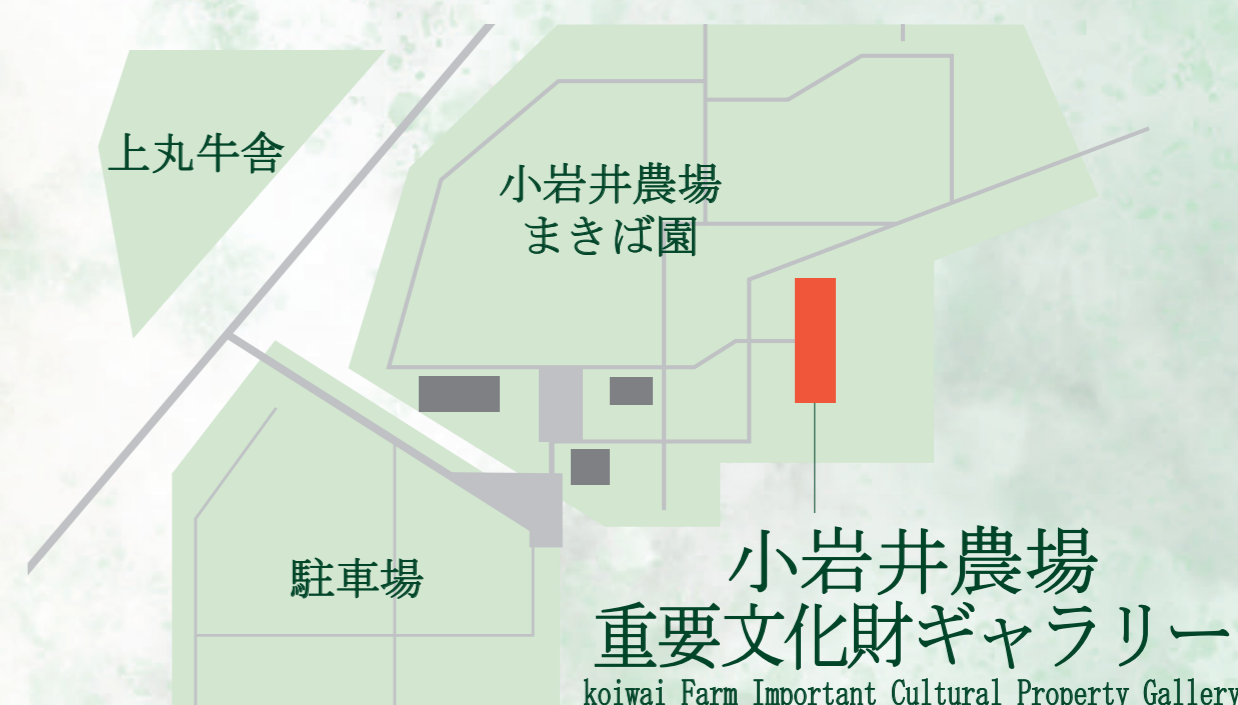 上丸牛舎
小岩井農場
まきば園
駐車場
小岩井農場
重要文化財ギャラリー
koiwai Farm Important Cultural Property Gallery